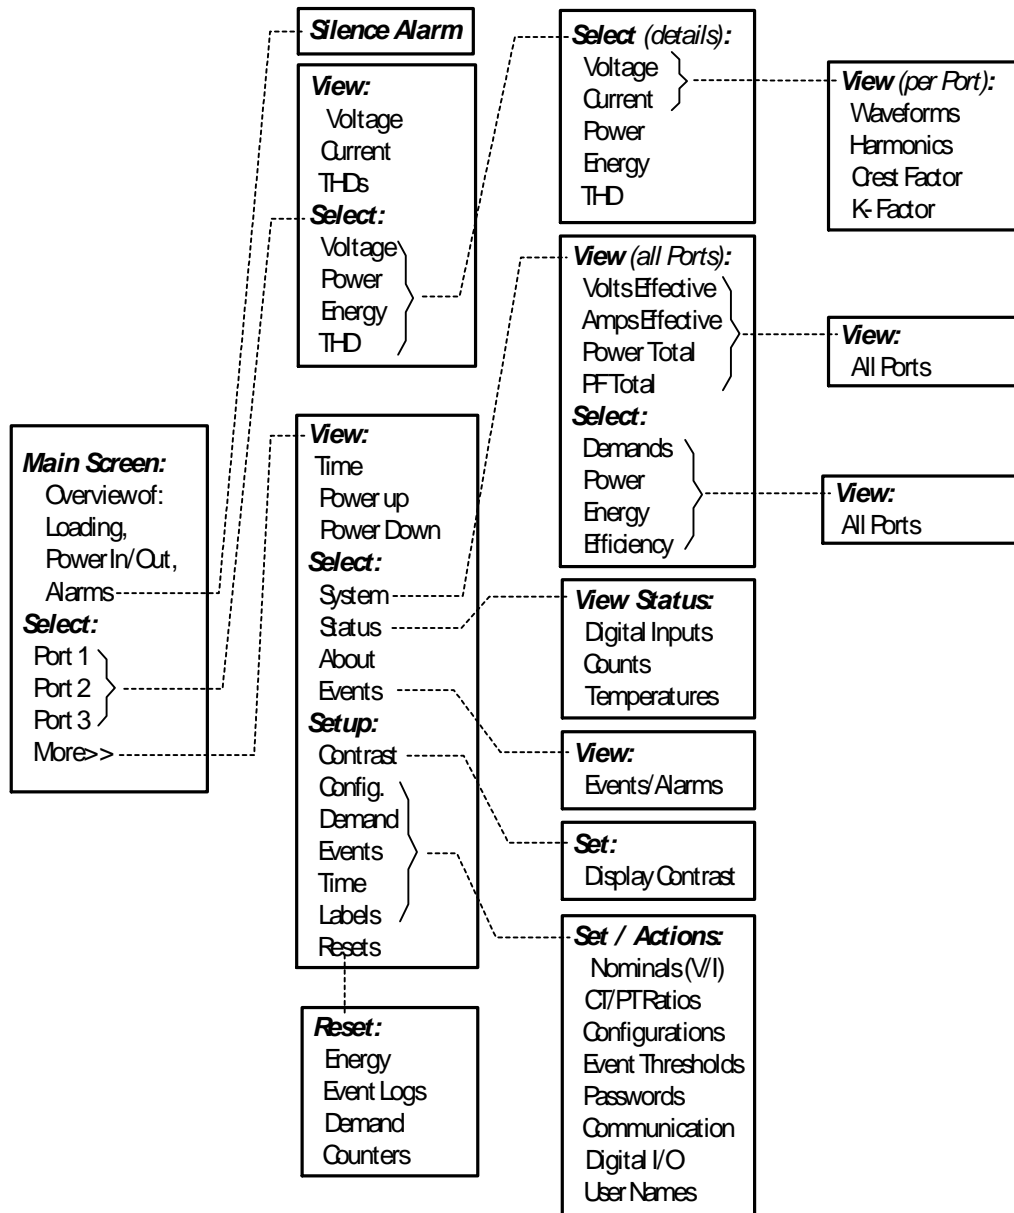 Silence Alarm
View:
Voltage
Current
THDs
Select:
Voltage
Power
Energy
THD
Select (details):
Voltage
Current
Power
Energy
THD
View (per Port):
Waveforms
Harmonics
Crest Factor
K-Factor
View (all Ports):
Volts Effective
Amps Effective
Power Total
PF Total
Select:
Demands
Power
Energy
Efficiency
View:
All Ports
View:
All Ports
Main Screen:
Overview of:
Loading,
Power In/Out,
Alarms
Select:
Port 1
Port 2
Port 3
More>>
View:
Time
Power up
Power Down
Select:
System
Status
About
Events
Setup:
Contrast
Config.
Demand
Events
Time
Labels
Resets
View Status:
Digital Inputs
Counts
Temperatures
View:
Events/Alarms
Set:
Display Contrast
Set / Actions:
Nominals (V/I)
CT/PT Ratios
Configurations
Event Thresholds
Passwords
Communication
Digital I/O
User Names
Reset:
Energy
Event Logs
Demand
Counters